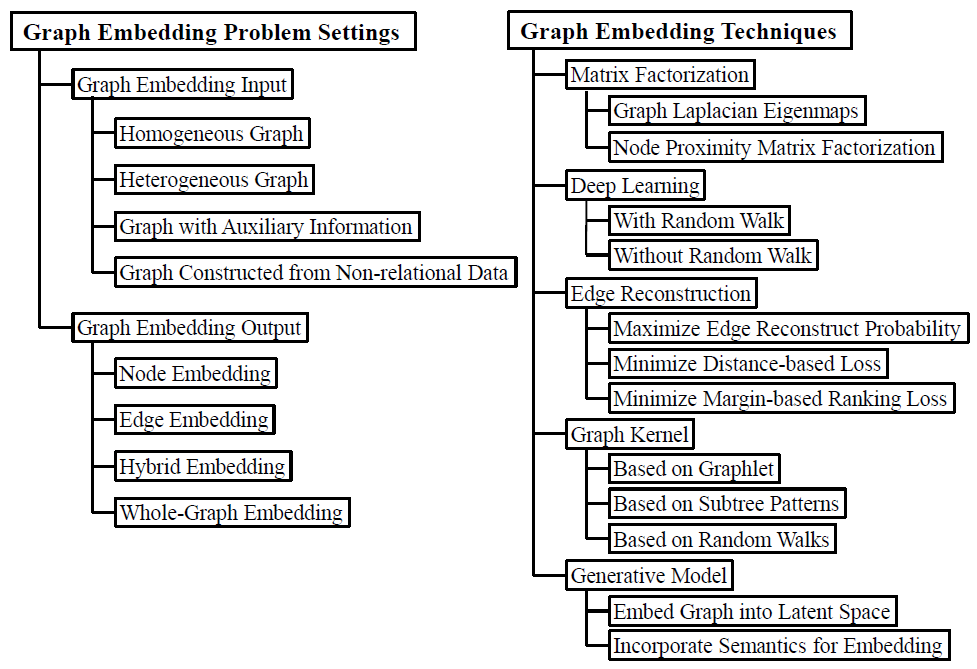 Graph Embedding Problem Settings
Graph Embedding Input
Homogeneous Graph
Heterogeneous Graph
Graph with Auxiliary Information
Graph Constructed from Non-relational Data
Graph Embedding Output
Node Embedding
Edge Embedding
Hybrid Embedding
Whole-Graph Embedding
Graph Embedding Techniques
Matrix Factorization
Graph Laplacian Eigenmaps
Node Proximity Matrix Factorization
Deep Learning
With Random Walk
Without Random Walk
Edge Reconstruction
Maximize Edge Reconstruct Probability
Minimize Distance-based Loss
Minimize Margin-based Ranking Loss
Graph Kernel
Based on Graphlet
Based on Subtree Patterns
Based on Random Walks
Generative Model
Embed Graph into Latent Space
Incorporate Semantics for Embedding